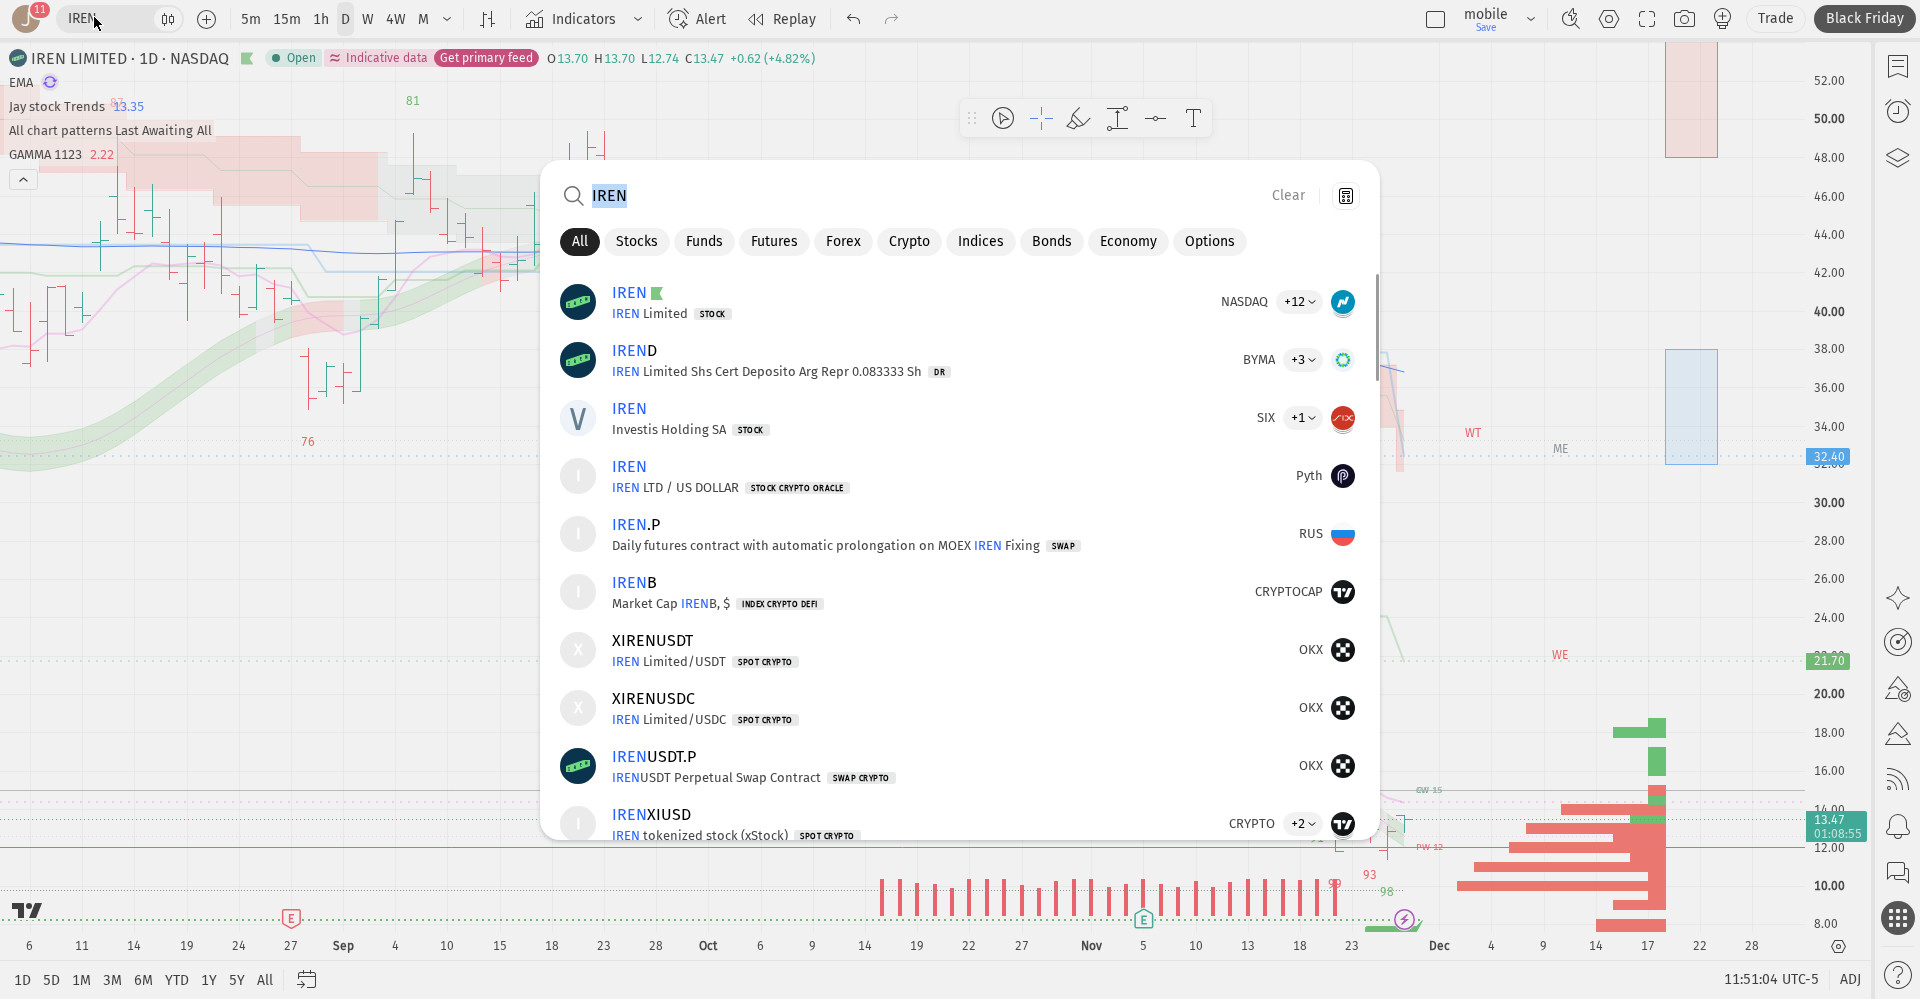 J 11 IREN 5m 15m 1h D W 4W M Indicators Alert Replay mobile Save Trade Black Friday
IREN LIMITED · 1D · NASDAQ Open Indicative data Get primary feed O13.70 H13.70 L12.74 C13.47 +0.62 (+4.82%)
EMA
Jay stock Trends 13.35
All chart patterns Last Awaiting All
GAMMA 1123 2.22
81
76
IREN Clear
All Stocks Funds Futures Forex Crypto Indices Bonds Economy Options
IREN
IREN Limited STOCK
NASDAQ +12
IREND
IREN Limited Shs Cert Deposito Arg Repr 0.083333 Sh DR
BYMA +3
V
IREN
Investis Holding SA STOCK
SIX +1
I
IREN
IREN LTD / US DOLLAR STOCK CRYPTO ORACLE
Pyth
I
IREN.P
Daily futures contract with automatic prolongation on MOEX IREN Fixing SWAP
RUS
I
IRENB
Market Cap IRENB, $ INDEX CRYPTO DEFI
CRYPTOCAP
X
XIRENUSDT
IREN Limited/USDT SPOT CRYPTO
OKX
X
XIRENUSDC
IREN Limited/USDC SPOT CRYPTO
OKX
IRENUSDT.P
IRENUSDT Perpetual Swap Contract SWAP CRYPTO
OKX
I
IRENXIUSD
IREN tokenized stock (xStock) SPOT CRYPTO
CRYPTO +2
WT
ME
WE
CW 15
PW 12
93
98
E
E
52.00
50.00
48.00
46.00
44.00
42.00
40.00
38.00
36.00
34.00
32.40
30.00
28.00
26.00
24.00
21.70
20.00
18.00
16.00
14.00
13.47
01:08:55
12.00
10.00
8.00
6 11 14 19 24 27 Sep 4 10 15 18 23 28 Oct 6 9 14 19 22 27 Nov 5 10 13 18 23 Dec 4 9 14 17 22 28
1D 5D 1M 3M 6M YTD 1Y 5Y All 11:51:04 UTC-5 ADJ